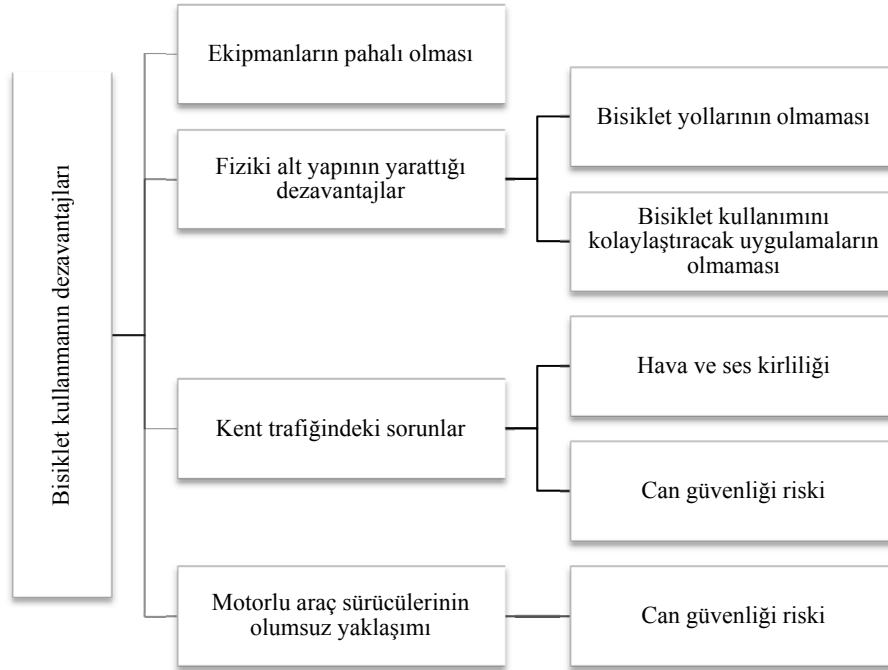 Bisiklet kullanmanın dezavantajları
Ekipmanların pahalı olması
Fiziki alt yapının yarattığı
dezavantajlar
Bisiklet yollarının olmaması
Bisiklet kullanımını
kolaylaştıracak uygulamaların
olmaması
Kent trafiğindeki sorunlar
Hava ve ses kirliliği
Can güvenliği riski
Motorlu araç sürücülerinin
olumsuz yaklaşımı
Can güvenliği riski